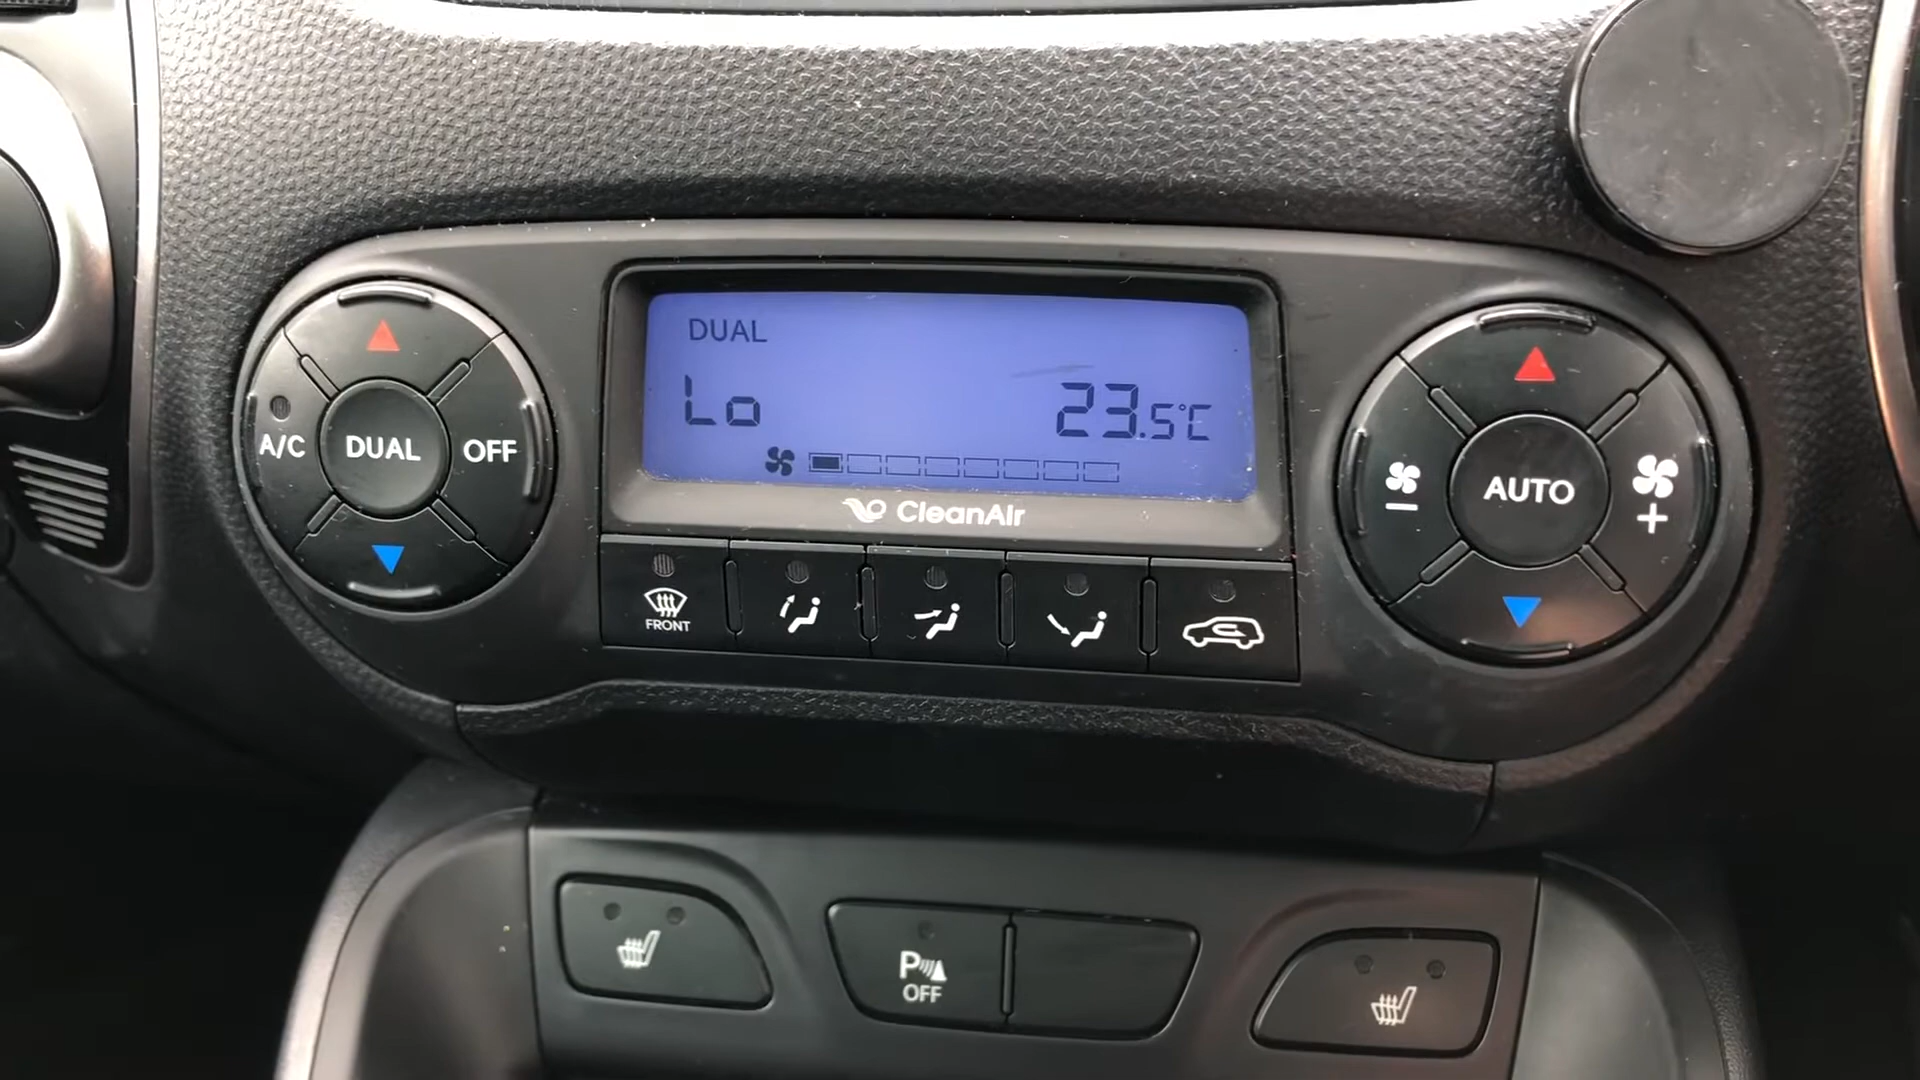 DUAL
Lo 23.5°C
CleanAir
A/C DUAL OFF
AUTO
FRONT
P OFF